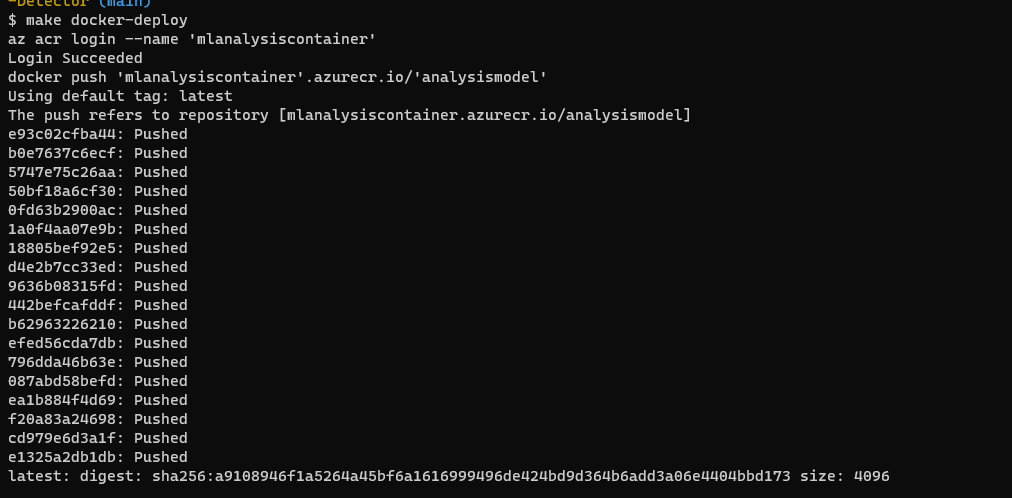 -Detector (main)
$ make docker-deploy
az acr login --name 'mlanalysiscontainer'
Login Succeeded
docker push 'mlanalysiscontainer'.azurecr.io/'analysismodel'
Using default tag: latest
The push refers to repository [mlanalysiscontainer.azurecr.io/analysismodel]
e93c02cfba44: Pushed
b0e7637c6ecf: Pushed
5747e75c26aa: Pushed
50bf18a6cf30: Pushed
0fd63b2900ac: Pushed
1a0f4aa07e9b: Pushed
18805bef92e5: Pushed
d4e2b7cc33ed: Pushed
9636b08315fd: Pushed
442befcafddf: Pushed
b62963226210: Pushed
efed56cda7db: Pushed
796dda46b63e: Pushed
087abd58befd: Pushed
ea1b884f4d69: Pushed
f20a83a24698: Pushed
cd979e6d3a1f: Pushed
e1325a2db1db: Pushed
latest: digest: sha256:a9108946f1a5264a45bf6a1616999496de424bd9d364b6add3a06e4404bbd173 size: 4096